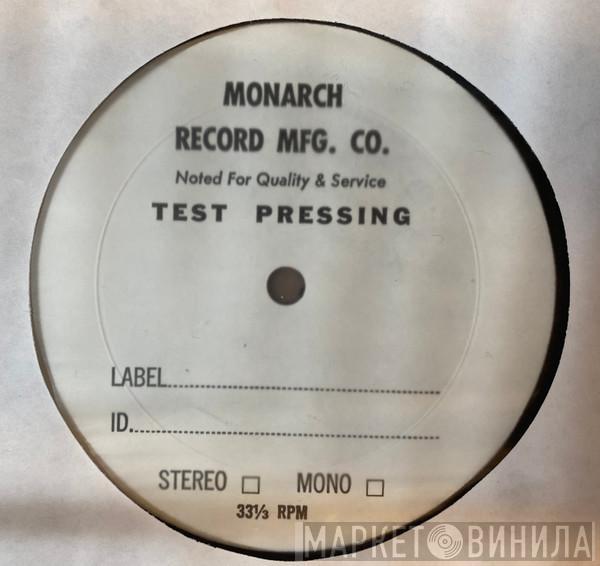 MONARCH
RECORD MFG. CO.
Noted For Quality & Service
TEST PRESSING
LABEL
ID.
STEREO □ MONO □
33⅓ RPM
МАРКЕТ ВИНИЛА